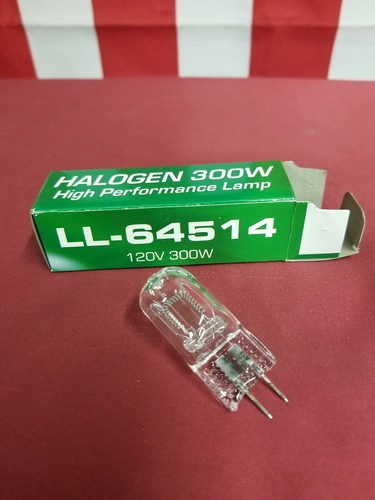 HALOGEN 300W
High Performance Lamp
LL-64514
120V 300W